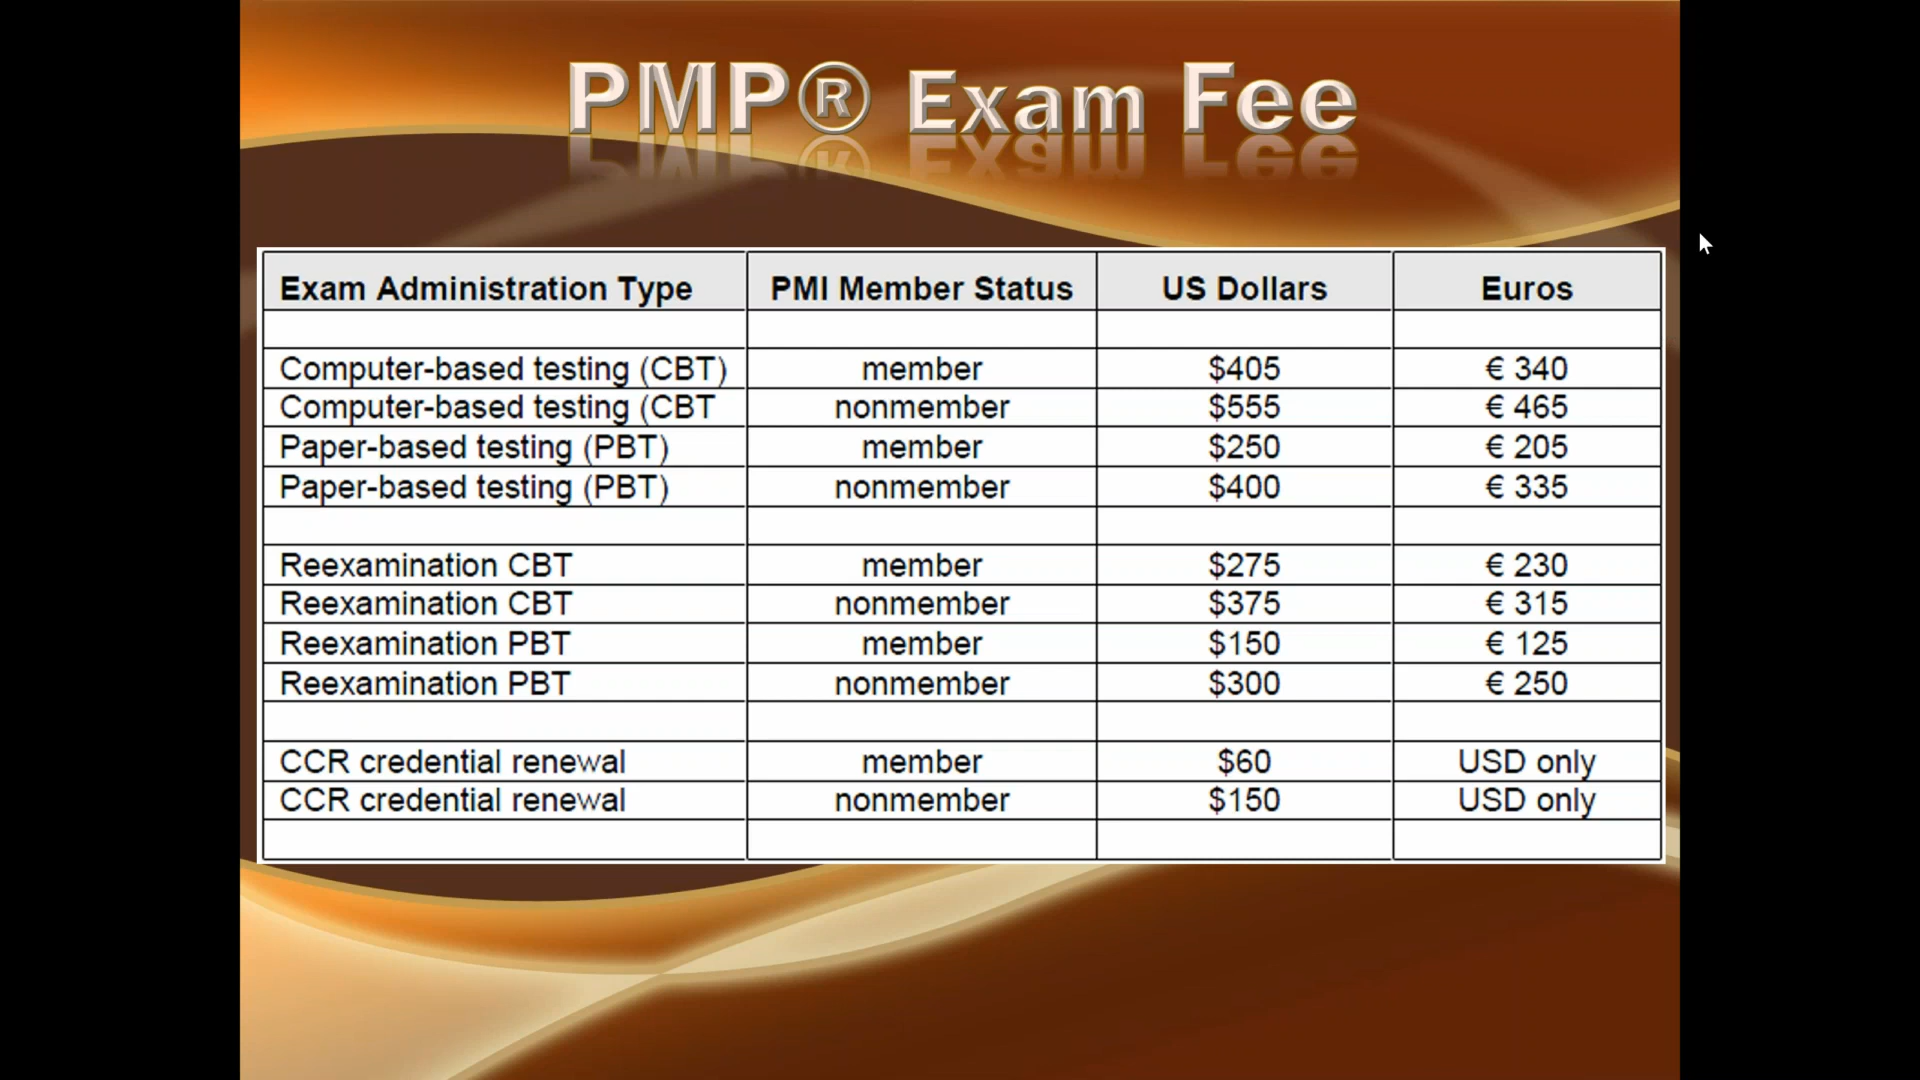 PMP® Exam Fee
Exam Administration Type PMI Member Status US Dollars Euros
Computer-based testing (CBT) member $405 € 340
Computer-based testing (CBT nonmember $555 € 465
Paper-based testing (PBT) member $250 € 205
Paper-based testing (PBT) nonmember $400 € 335
Reexamination CBT member $275 € 230
Reexamination CBT nonmember $375 € 315
Reexamination PBT member $150 € 125
Reexamination PBT nonmember $300 € 250
CCR credential renewal member $60 USD only
CCR credential renewal nonmember $150 USD only